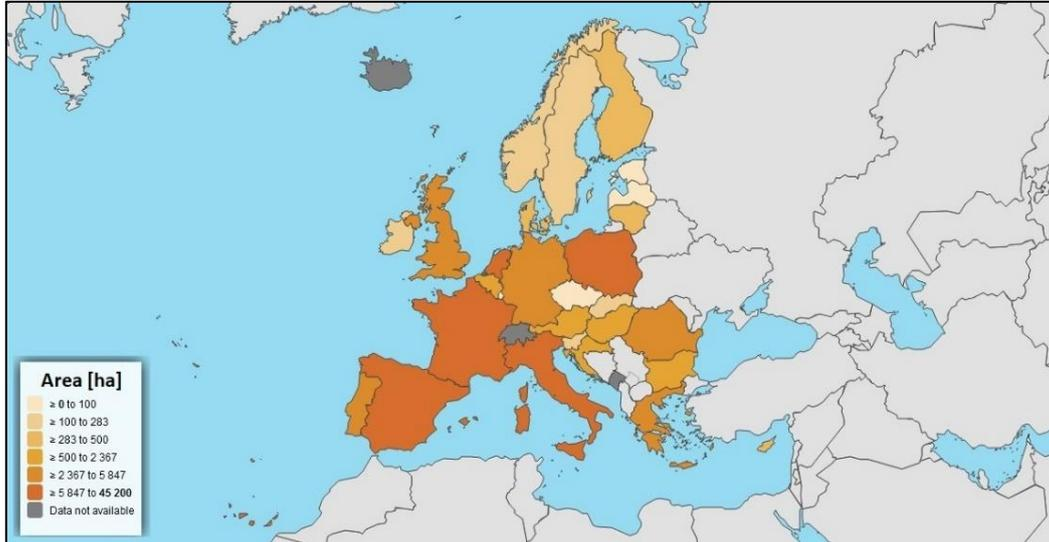 Area [ha]
≥ 0 to 100
≥ 100 to 283
≥ 283 to 500
≥500 to 2 367
≥ 2 367 to 5 847
≥ 5 847 to 45 200
Data not available